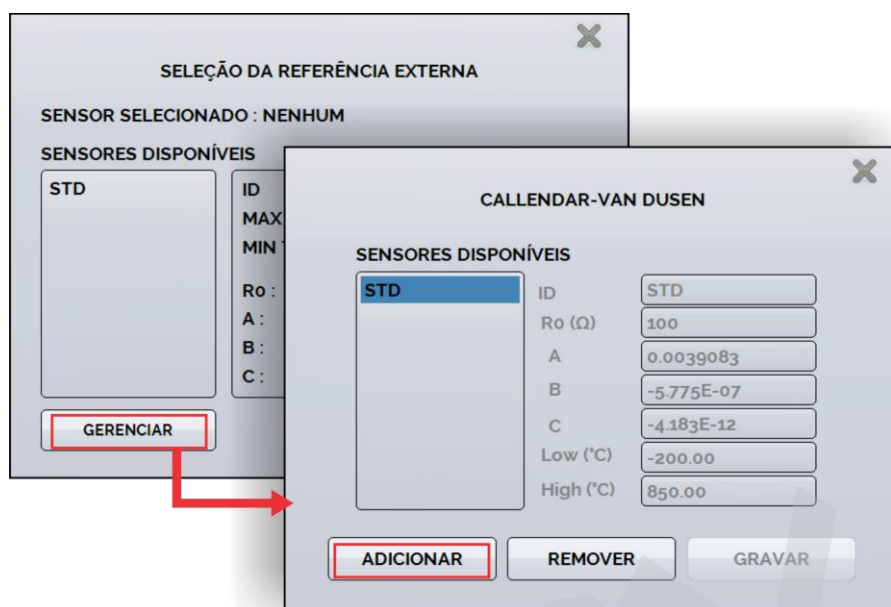 SELEÇÃO DA REFERÊNCIA EXTERNA
SENSOR SELECIONADO : NENHUM
SENSORES DISPONÍVEIS
STD
ID
MAX
MIN
Ro :
A :
B :
C :
GERENCIAR
CALLENDAR-VAN DUSEN
SENSORES DISPONÍVEIS
STD
ID STD
Ro (Ω) 100
A 0.0039083
B -5.775E-07
C -4.183E-12
Low (°C) -200.00
High (°C) 850.00
ADICIONAR REMOVER GRAVAR